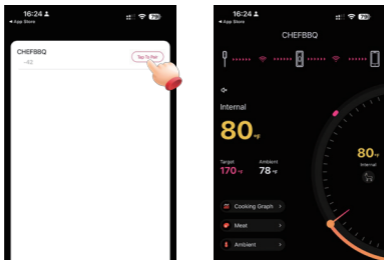 16:24
App Store
CHEFBBQ
-42
Tap To Pair
16:24
App Store
CHEFBBQ
Internal
80°F
Target
170°F
Ambient
78°F
80°F
Internal
Cooking Graph >
Meat >
Ambient >